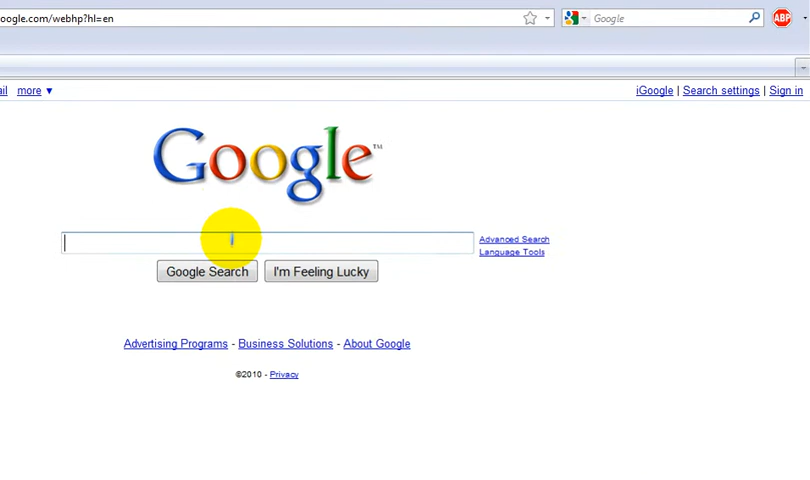 oogle.com/webhp?hl=en
Google
ABP
ail more ▼ iGoogle | Search settings | Sign in
Google™
Advanced Search
Language Tools
Google Search I'm Feeling Lucky
Advertising Programs - Business Solutions - About Google
©2010 - Privacy